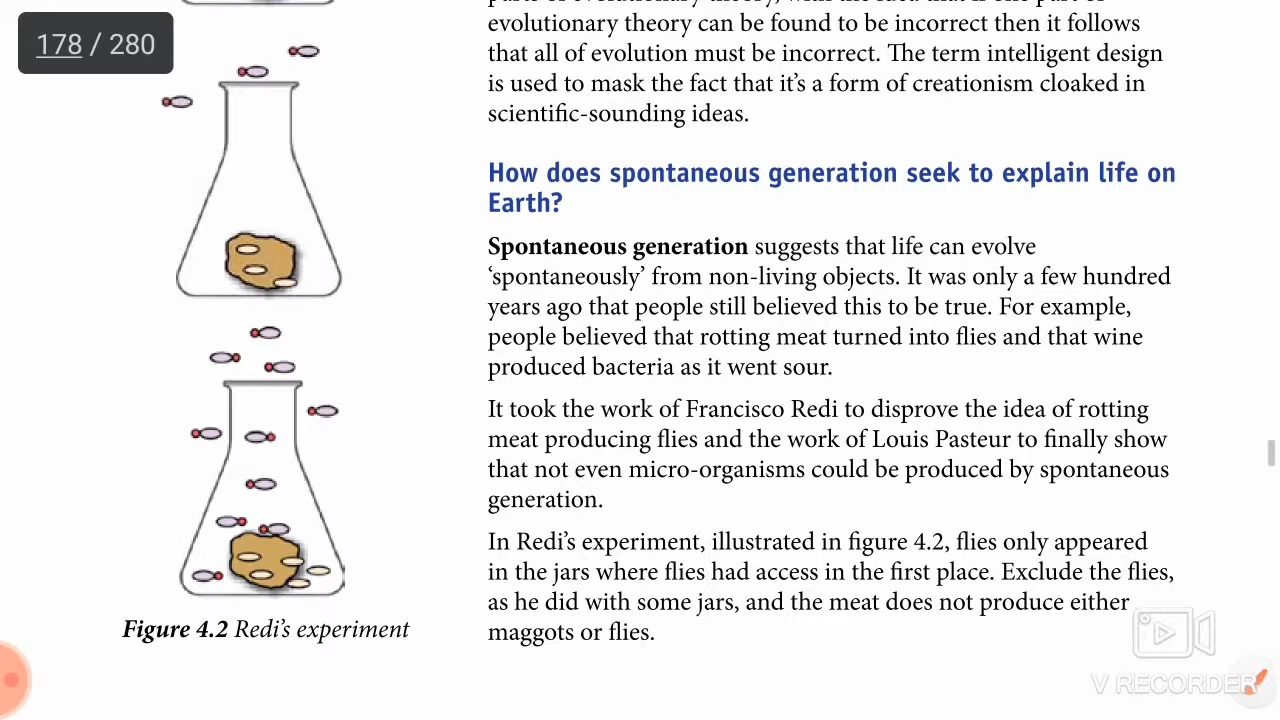 178 / 280
evolutionary theory can be found to be incorrect then it follows
that all of evolution must be incorrect. The term intelligent design
is used to mask the fact that it's a form of creationism cloaked in
scientific-sounding ideas.
How does spontaneous generation seek to explain life on
Earth?
Spontaneous generation suggests that life can evolve
‘spontaneously’ from non-living objects. It was only a few hundred
years ago that people still believed this to be true. For example,
people believed that rotting meat turned into flies and that wine
produced bacteria as it went sour.
It took the work of Francisco Redi to disprove the idea of rotting
meat producing flies and the work of Louis Pasteur to finally show
that not even micro-organisms could be produced by spontaneous
generation.
In Redi’s experiment, illustrated in figure 4.2, flies only appeared
in the jars where flies had access in the first place. Exclude the flies,
as he did with some jars, and the meat does not produce either
maggots or flies.
Figure 4.2 Redi’s experiment
V RECORDER